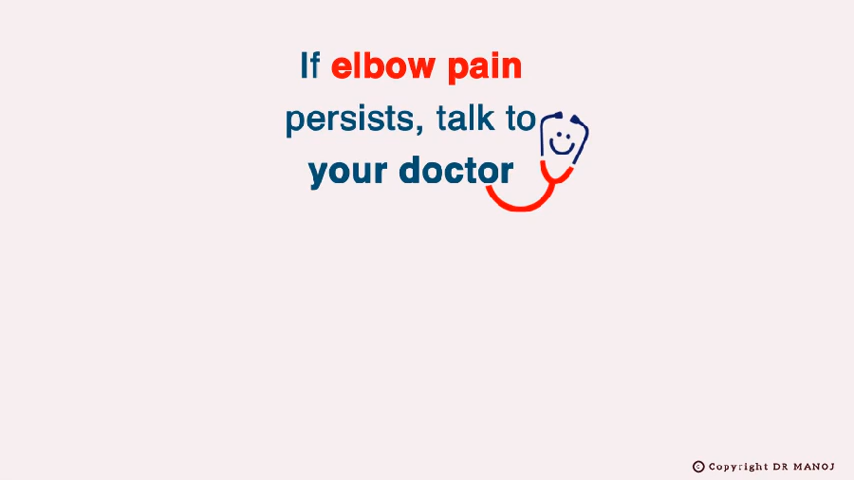 If elbow pain
persists, talk to
your doctor
© Copyright DR MANOJ